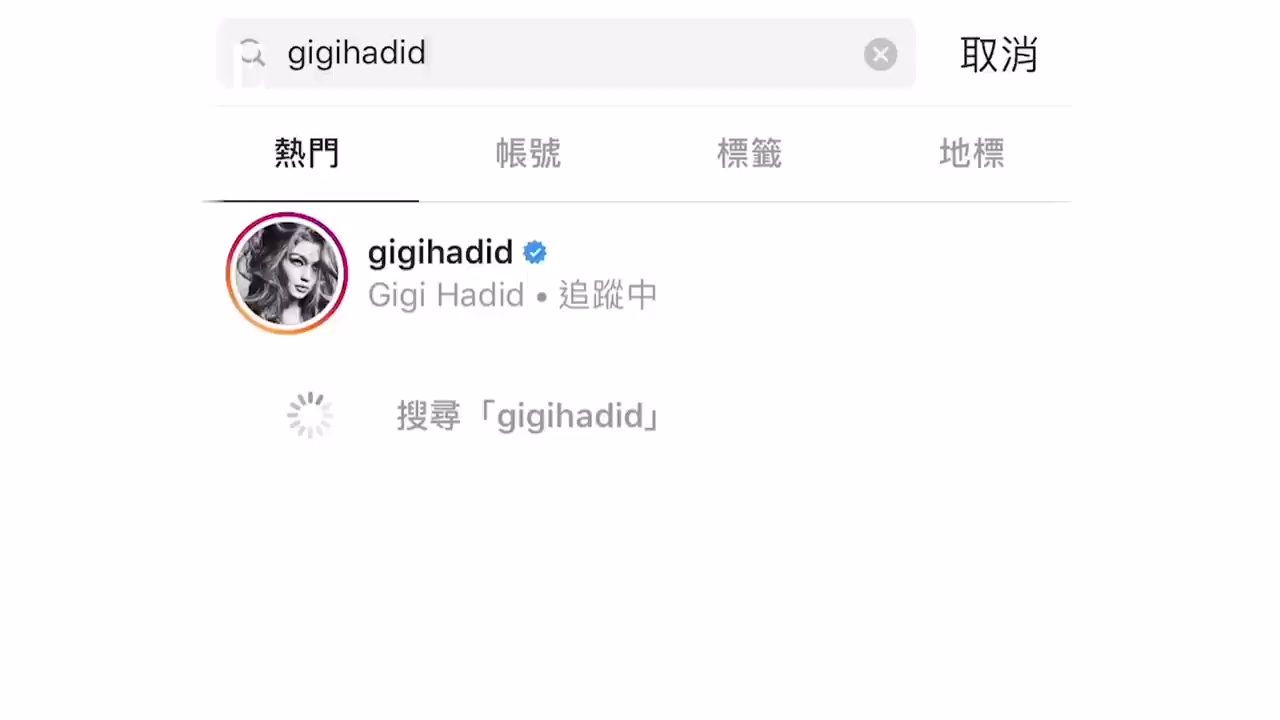 gigihadid 取消
熱門 帳號 標籤 地標
gigihadid
Gigi Hadid • 追蹤中
搜尋「gigihadid」